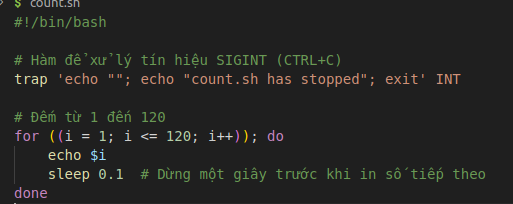 $ count.sh
#!/bin/bash
# Hàm để xử lý tín hiệu SIGINT (CTRL+C)
trap 'echo ""; echo "count.sh has stopped"; exit' INT
# Đếm từ 1 đến 120
for ((i = 1; i <= 120; i++)); do
    echo $i
    sleep 0.1  # Dừng một giây trước khi in số tiếp theo
done